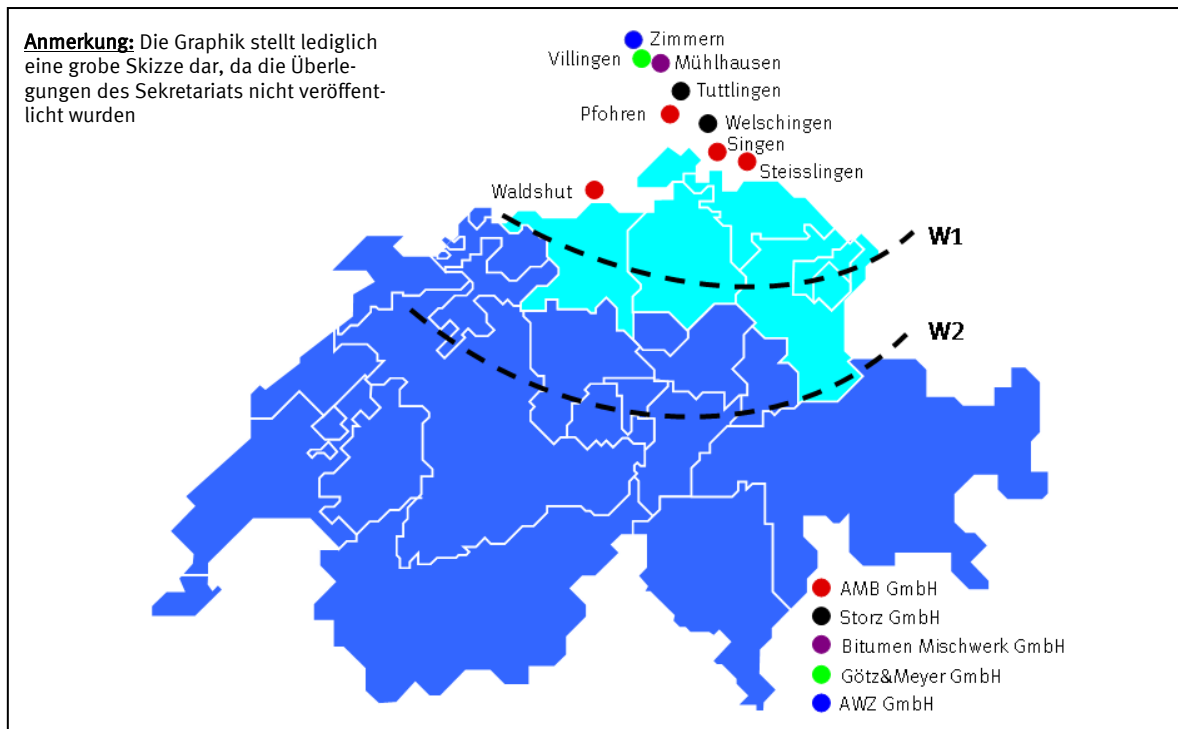 Anmerkung: Die Graphik stellt lediglich
eine grobe Skizze dar, da die Überle-
gungen des Sekretariats nicht veröffent-
licht wurden
Zimmern
Villingen
Mühlhausen
Tuttlingen
Pfohren
Welschingen
Singen
Steisslingen
Waldshut
W1
W2
AMB GmbH
Storz GmbH
Bitumen Mischwerk GmbH
Götz&Meyer GmbH
AWZ GmbH